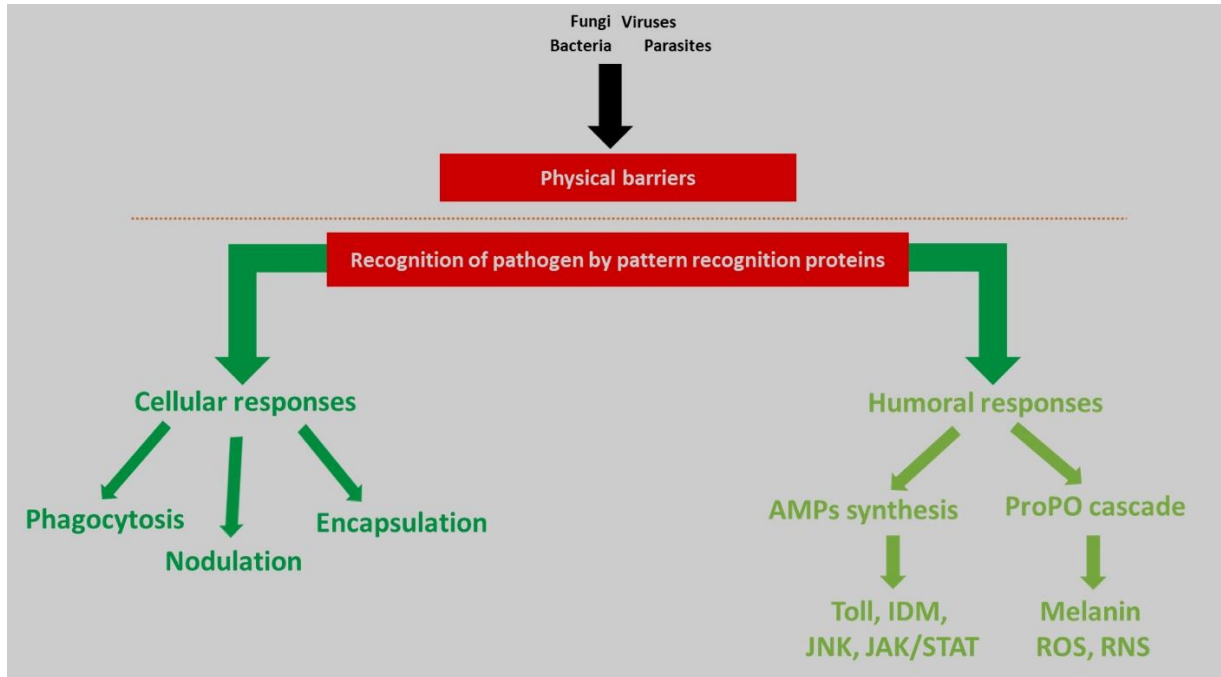 Fungi Viruses
Bacteria Parasites
Physical barriers
Recognition of pathogen by pattern recognition proteins
Cellular responses
Phagocytosis
Nodulation
Encapsulation
Humoral responses
AMPs synthesis
Toll, IDM,
JNK, JAK/STAT
ProPO cascade
Melanin
ROS, RNS